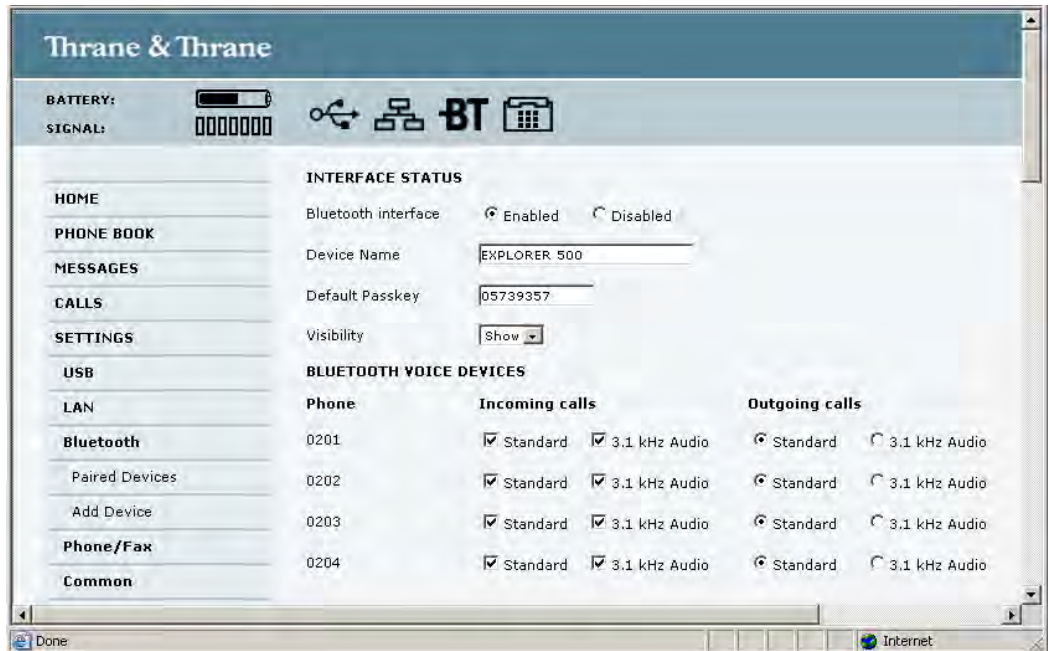 Thrane & Thrane
BATTERY:
SIGNAL:
BT
HOME
PHONE BOOK
MESSAGES
CALLS
SETTINGS
USB
LAN
Bluetooth
Paired Devices
Add Device
Phone/Fax
Common
INTERFACE STATUS
Bluetooth interface Enabled Disabled
Device Name EXPLORER 500
Default Passkey 05739357
Visibility Show
BLUETOOTH VOICE DEVICES
Phone Incoming calls Outgoing calls
0201 Standard 3.1 kHz Audio Standard 3.1 kHz Audio
0202 Standard 3.1 kHz Audio Standard 3.1 kHz Audio
0203 Standard 3.1 kHz Audio Standard 3.1 kHz Audio
0204 Standard 3.1 kHz Audio Standard 3.1 kHz Audio
Done Internet